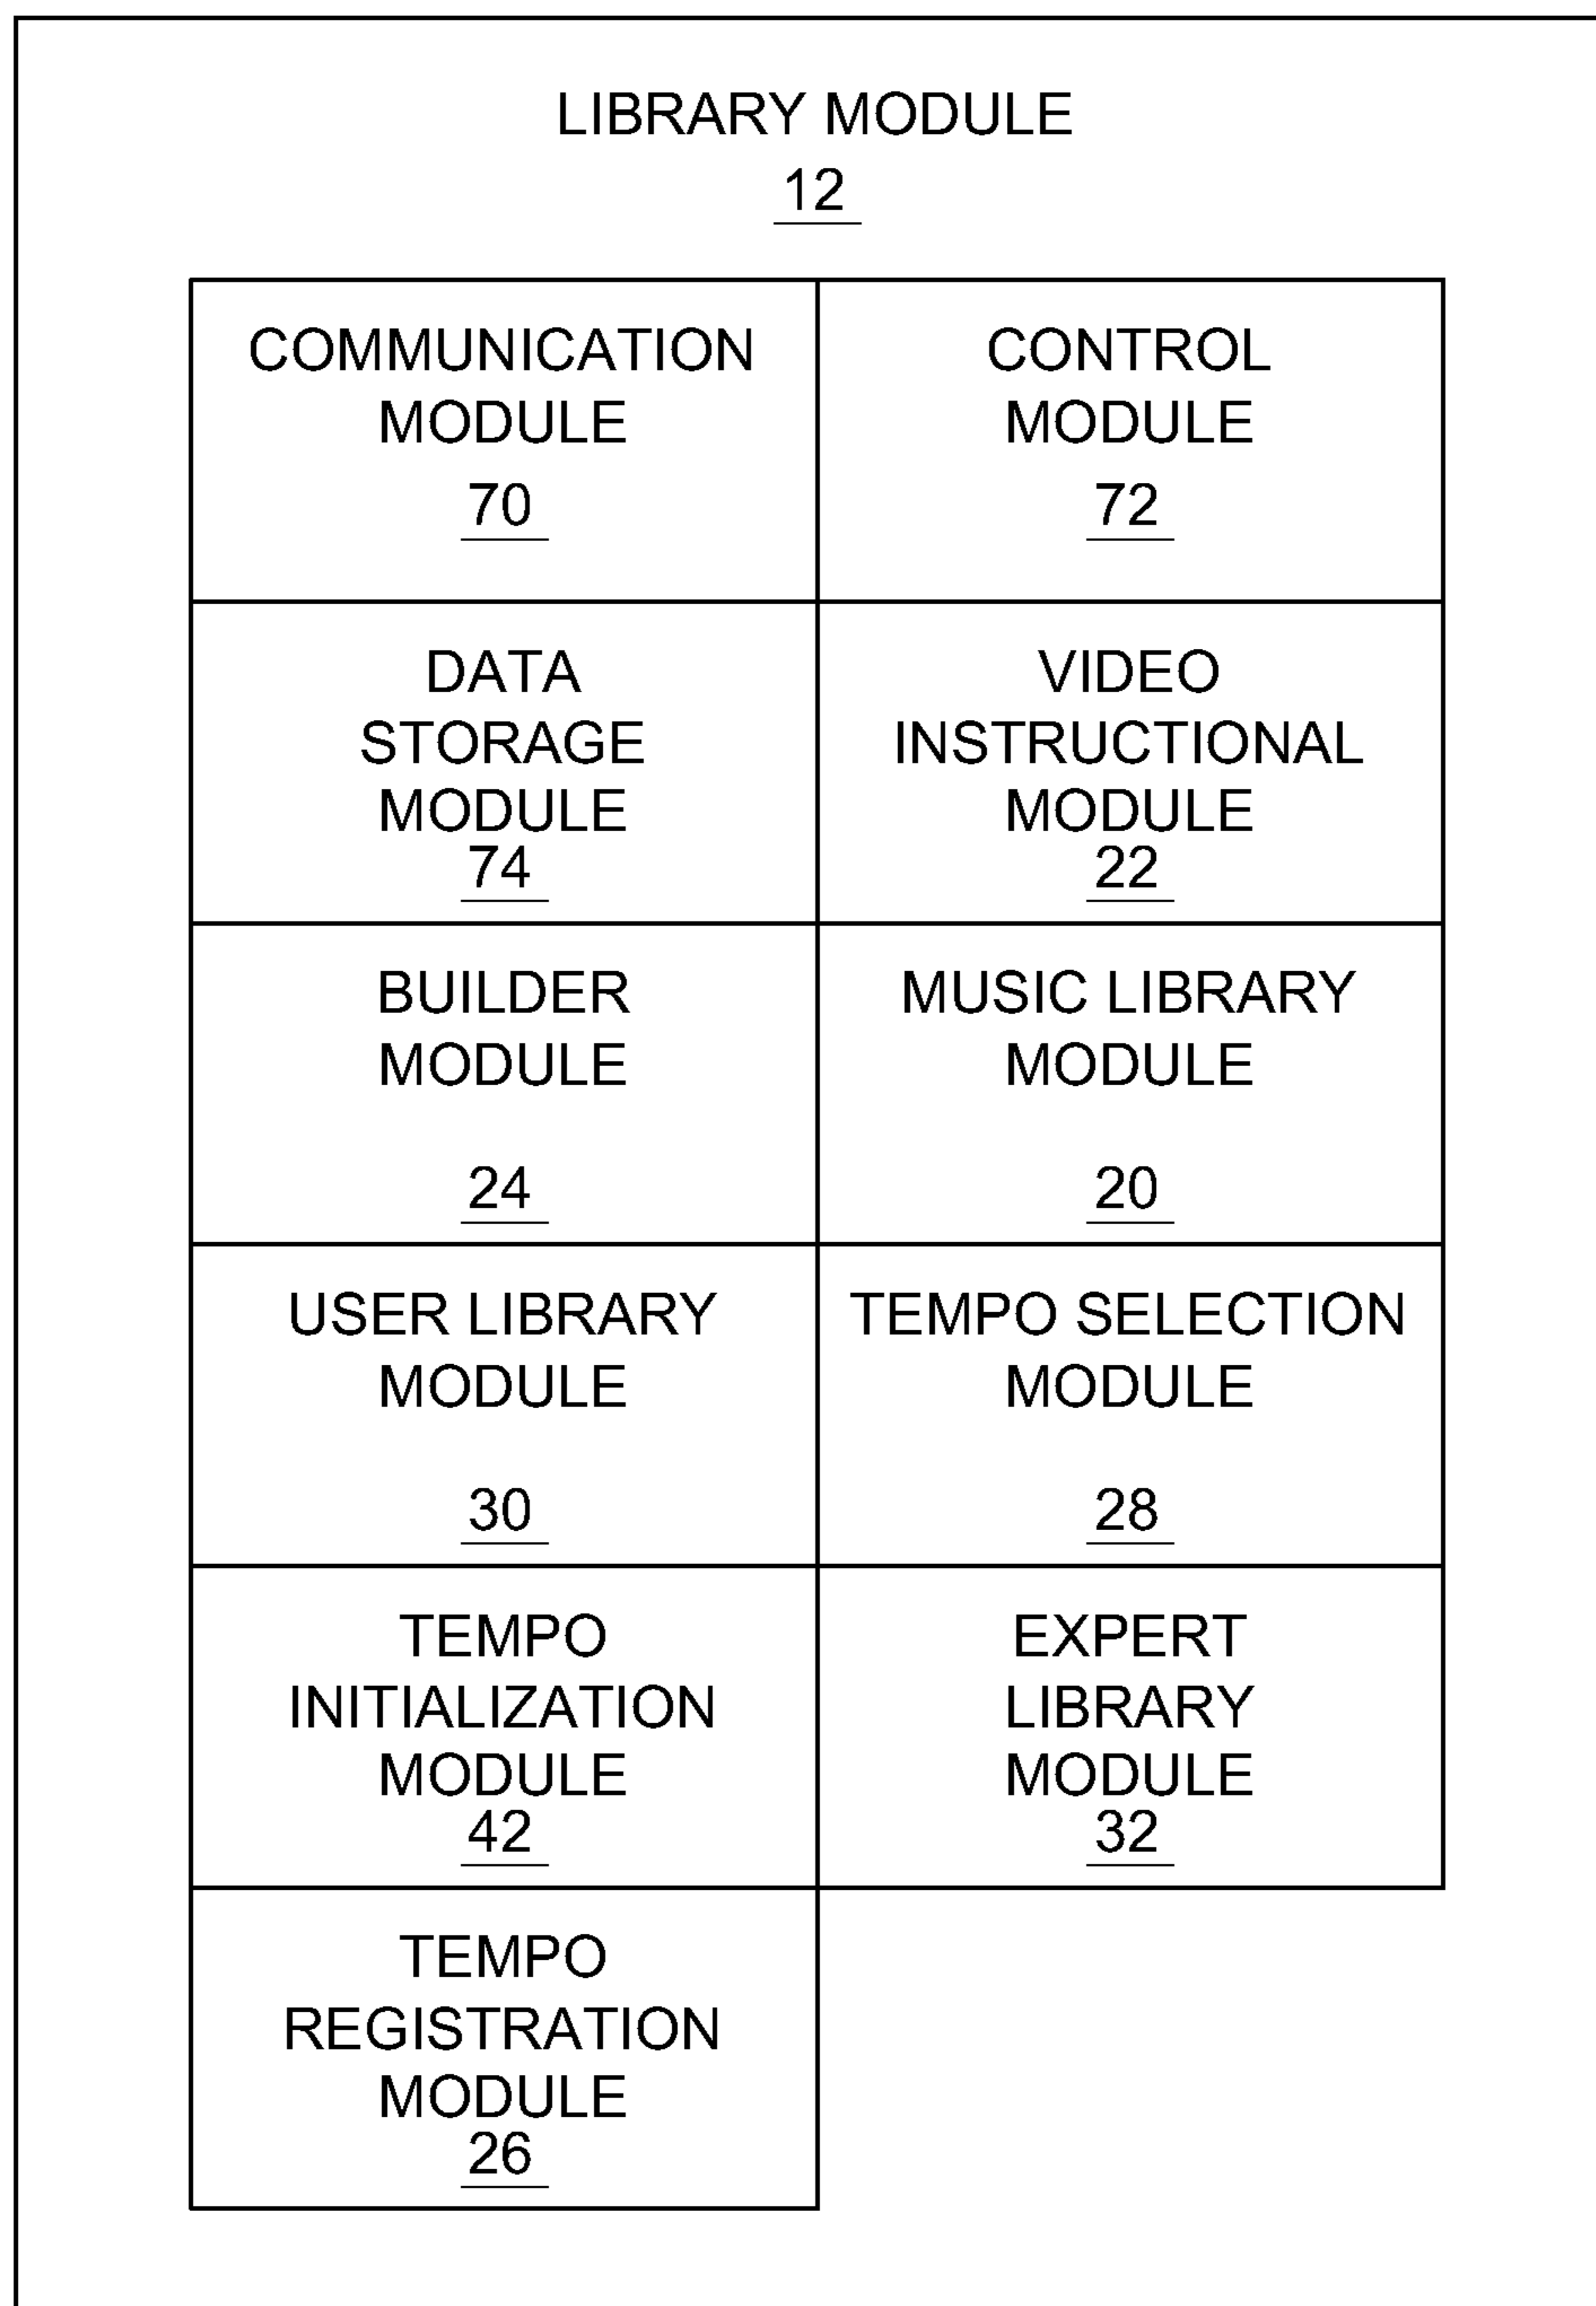 LIBRARY MODULE
12
COMMUNICATION
MODULE
70
CONTROL
MODULE
72
DATA
STORAGE
MODULE
74
VIDEO
INSTRUCTIONAL
MODULE
22
BUILDER
MODULE
24
MUSIC LIBRARY
MODULE
20
USER LIBRARY
MODULE
30
TEMPO SELECTION
MODULE
28
TEMPO
INITIALIZATION
MODULE
42
EXPERT
LIBRARY
MODULE
32
TEMPO
REGISTRATION
MODULE
26